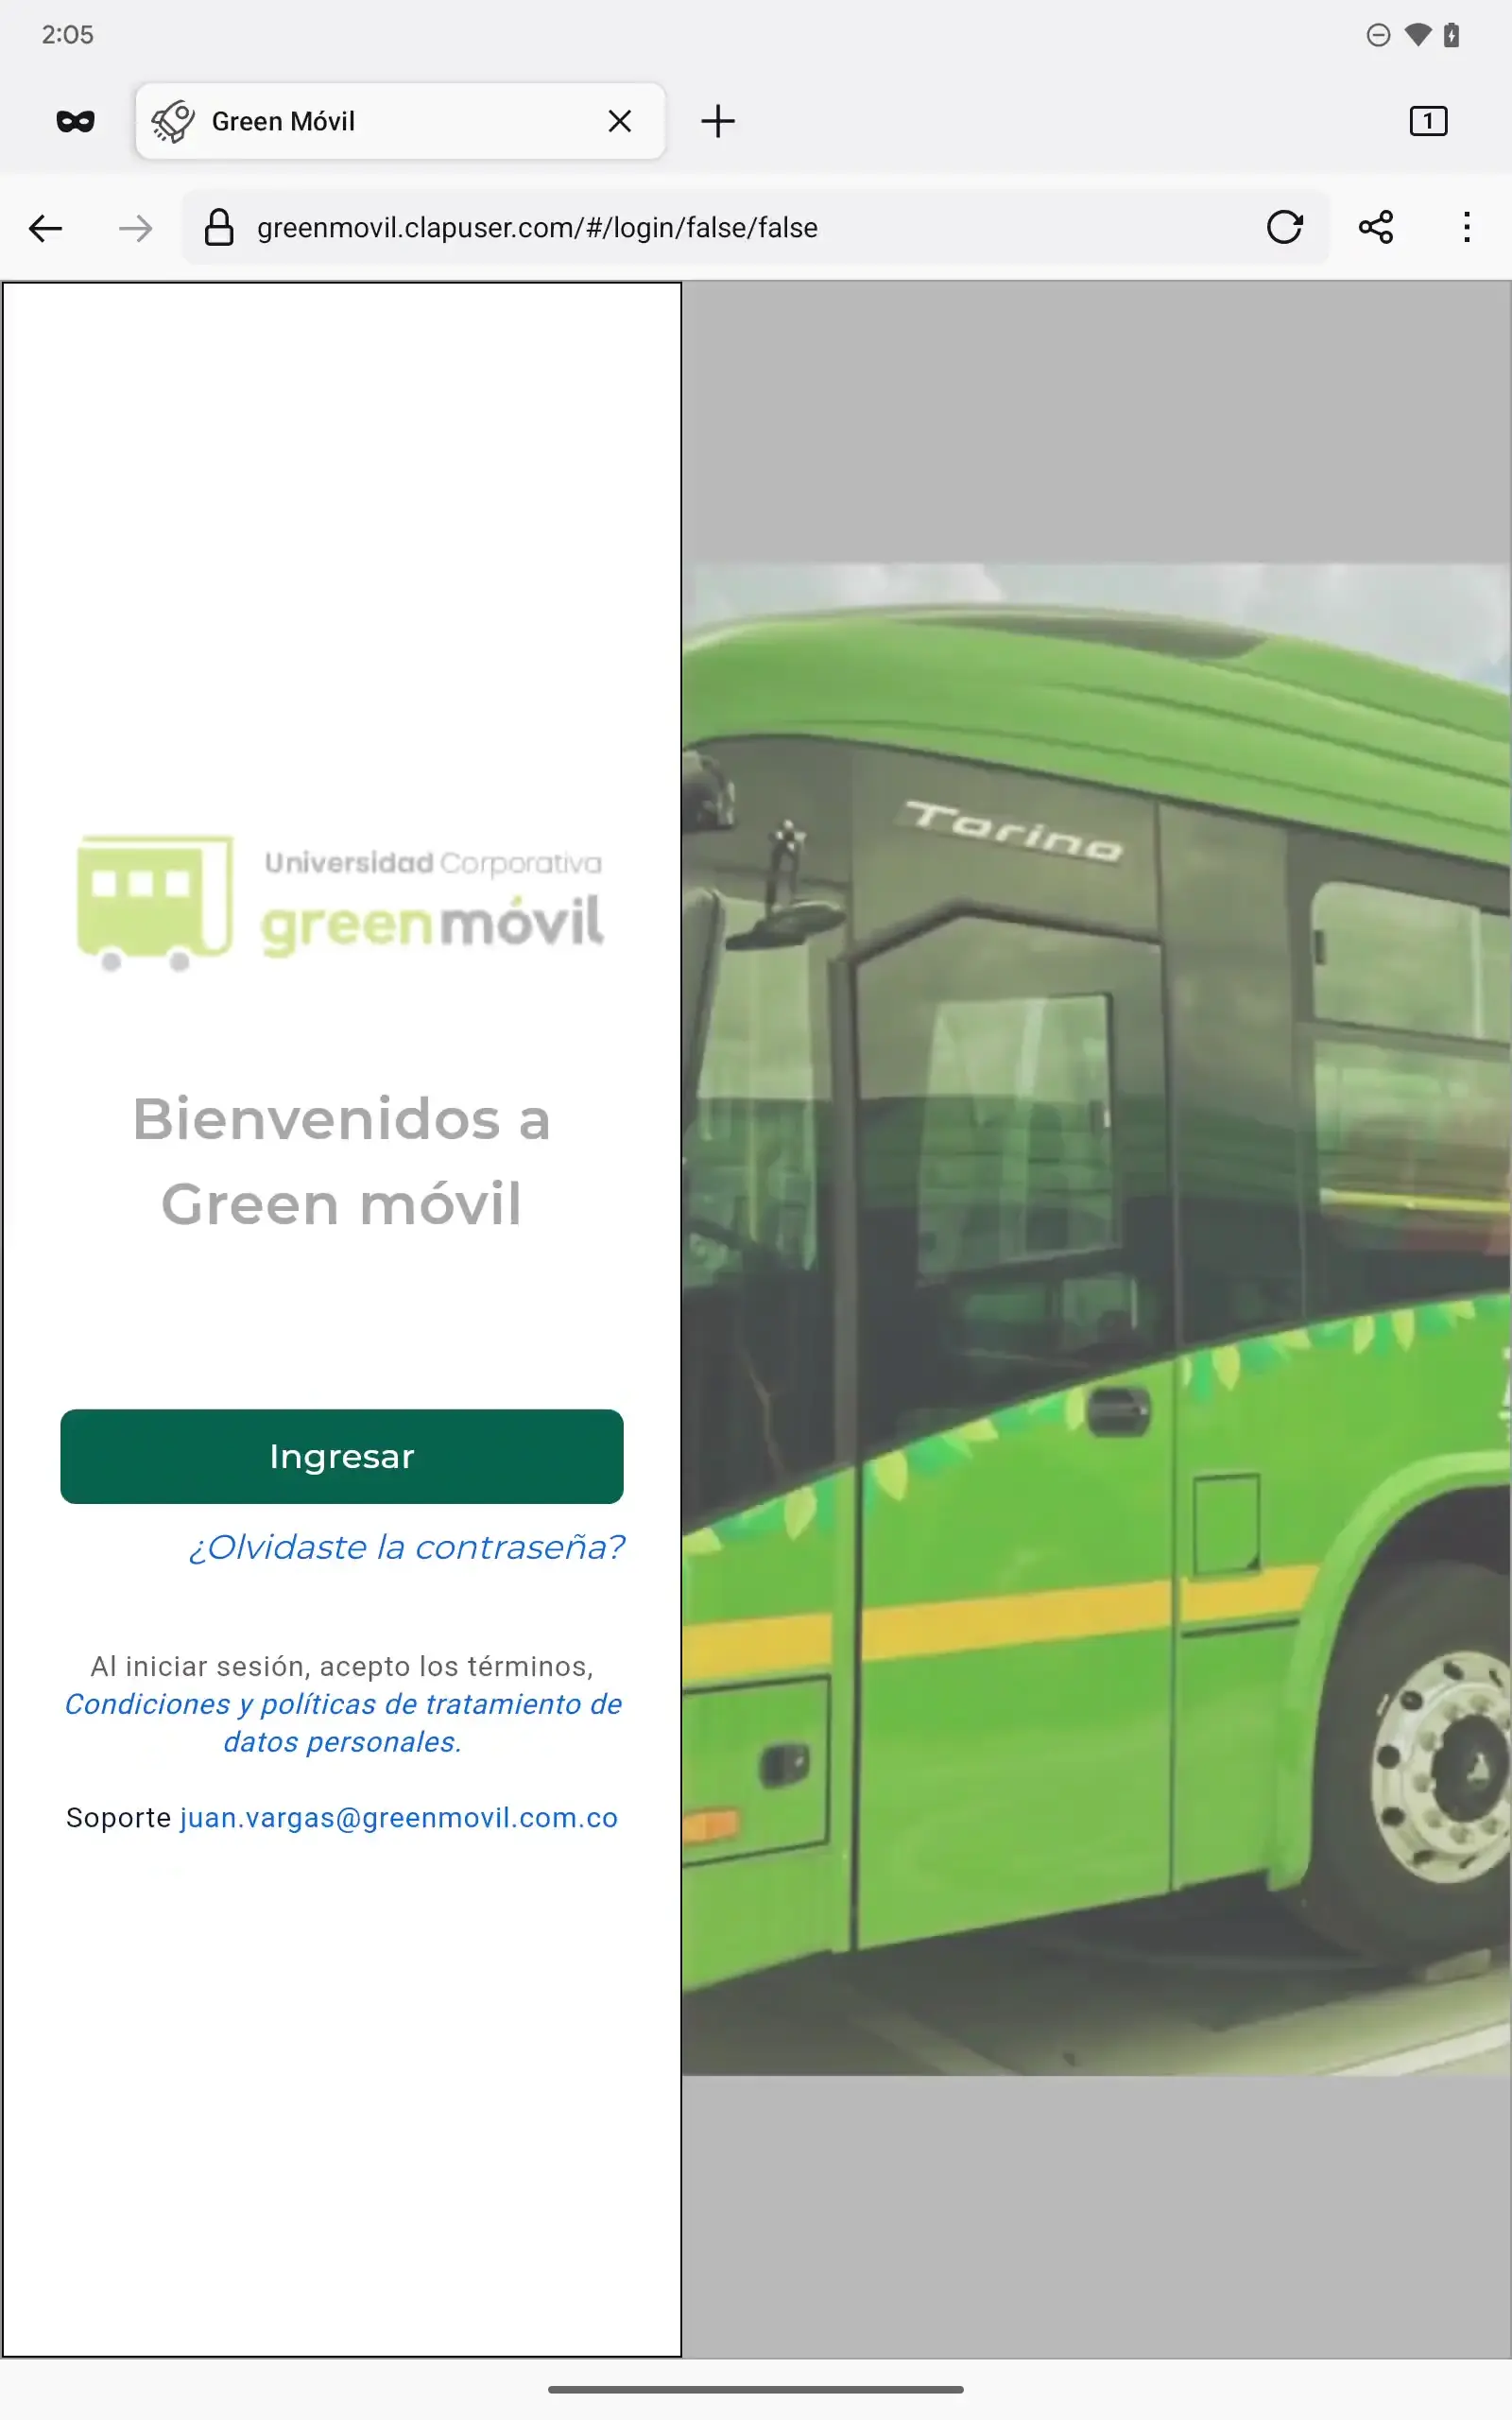 2:05
Green Móvil
1
greenmovil.clapuser.com/#/login/false/false
Torino
Universidad Corporativa
greenmóvil
Bienvenidos a
Green móvil
Ingresar
¿Olvidaste la contraseña?
Al iniciar sesión, acepto los términos,
Condiciones y políticas de tratamiento de
datos personales.
Soporte juan.vargas@greenmovil.com.co